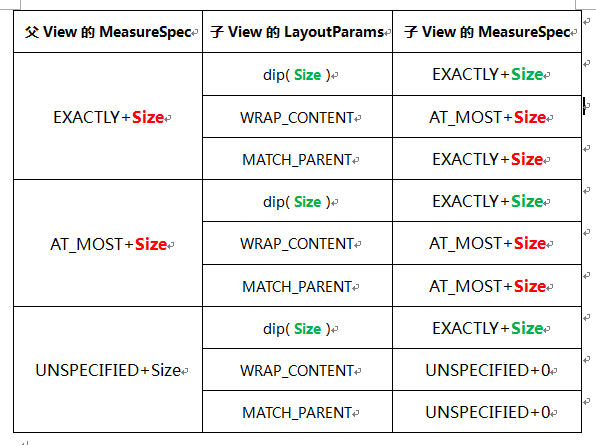 父 View 的 MeasureSpec 子 View 的 LayoutParams 子 View 的 MeasureSpec
EXACTLY+Size
dip( Size ) EXACTLY+Size
WRAP_CONTENT AT_MOST+Size
MATCH_PARENT EXACTLY+Size
AT_MOST+Size
dip( Size ) EXACTLY+Size
WRAP_CONTENT AT_MOST+Size
MATCH_PARENT AT_MOST+Size
UNSPECIFIED+Size
dip( Size ) EXACTLY+Size
WRAP_CONTENT UNSPECIFIED+0
MATCH_PARENT UNSPECIFIED+0